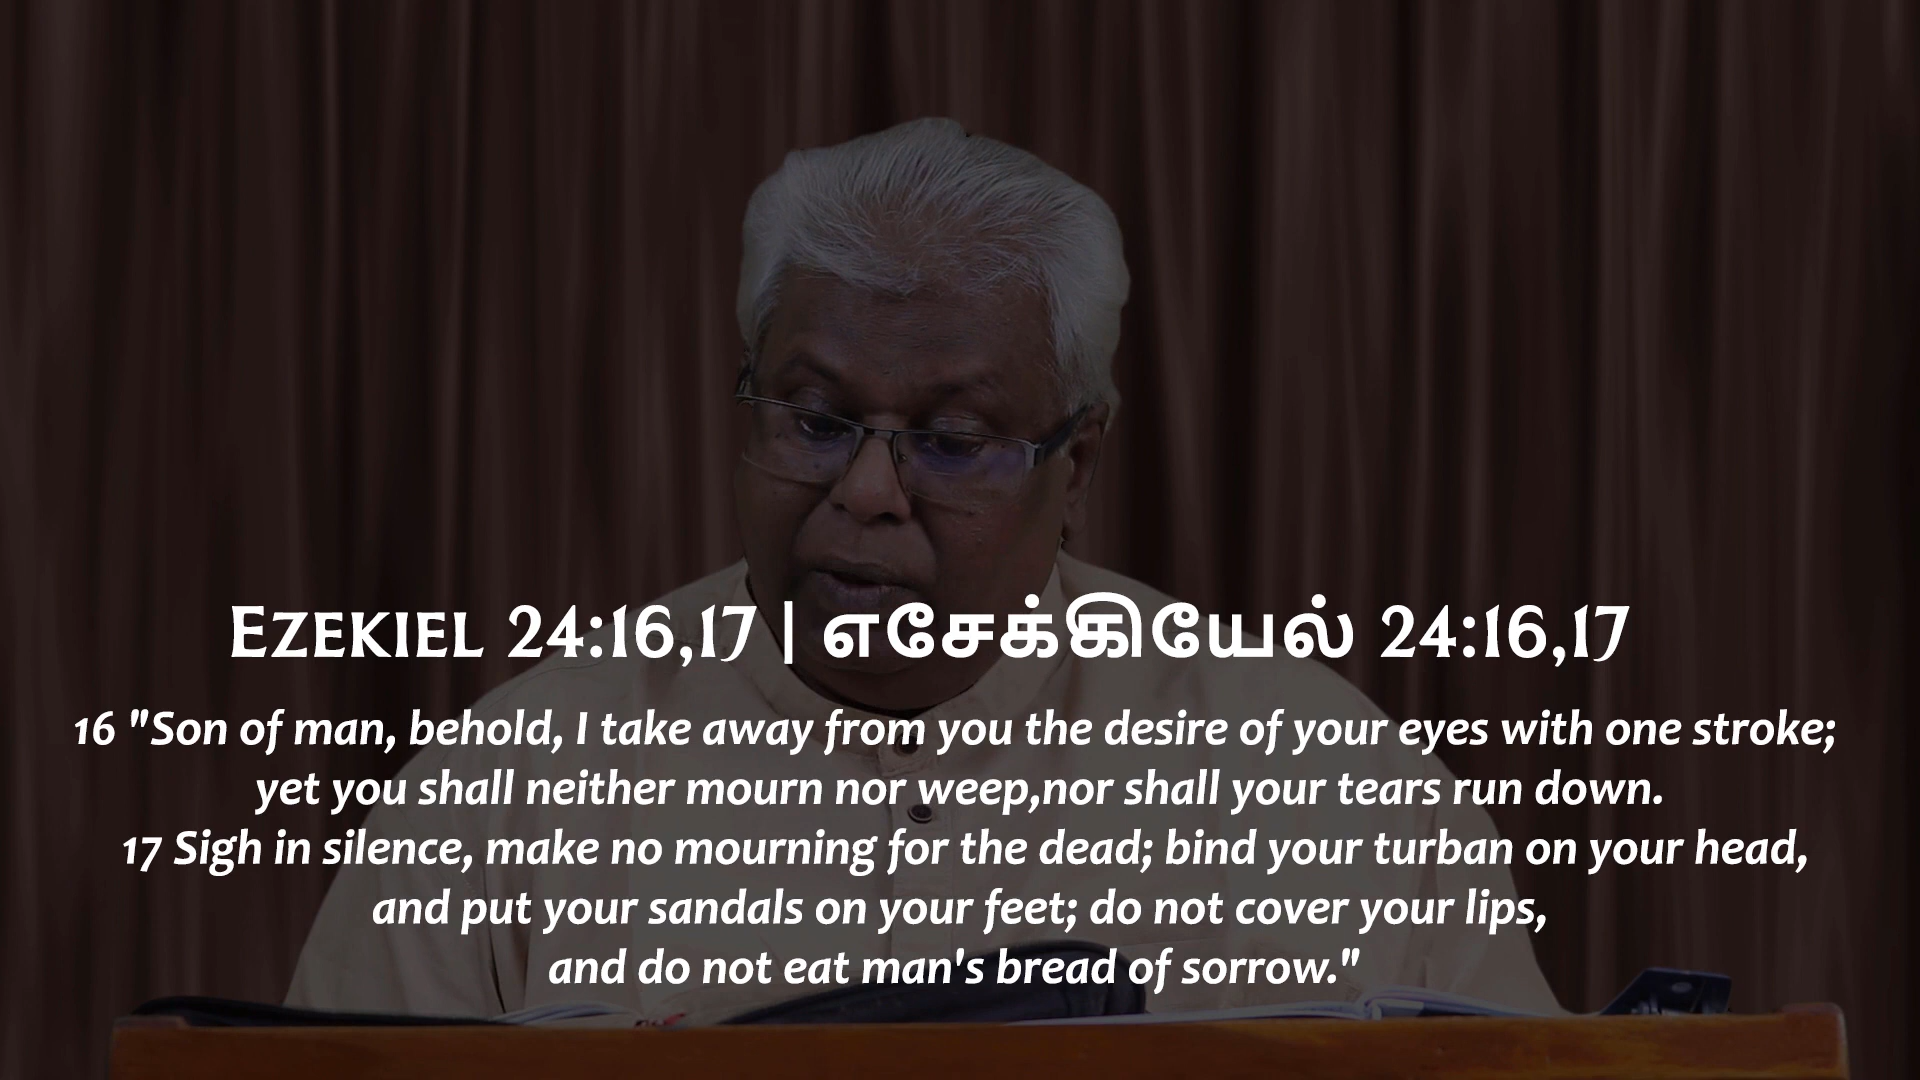 EZEKIEL 24:16,17 | எசேக்கியேல் 24:16,17
16 "Son of man, behold, I take away from you the desire of your eyes with one stroke;
yet you shall neither mourn nor weep,nor shall your tears run down.
17 Sigh in silence, make no mourning for the dead; bind your turban on your head,
and put your sandals on your feet; do not cover your lips,
and do not eat man's bread of sorrow."